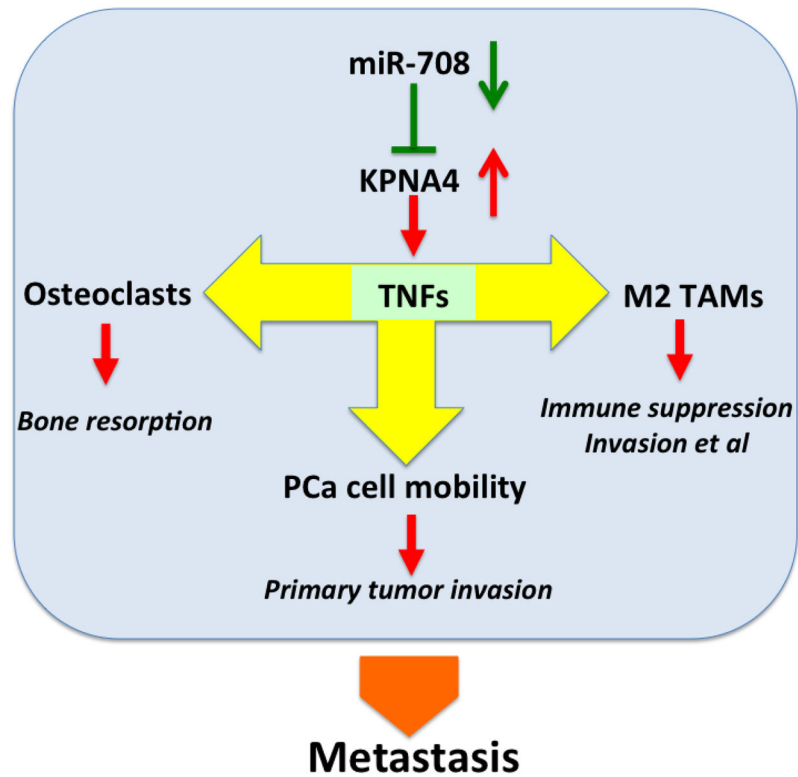 miR-708
KPNA4
Osteoclasts
TNFs
M2 TAMs
Bone resorption
Immune suppression
Invasion et al
PCa cell mobility
Primary tumor invasion
Metastasis